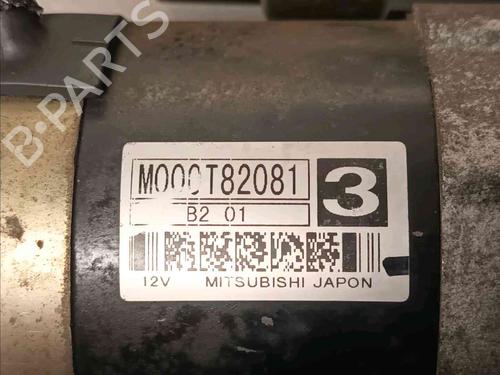 B-PARTS
M000T82081
3
B2 01
12V MITSUBISHI JAPON